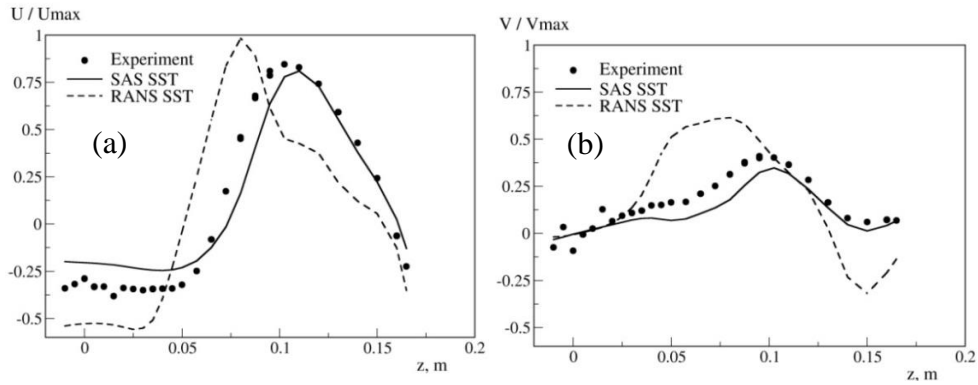 U / Umax
1
0.75
0.5
0.25
0
-0.25
-0.5
0
0.05
0.1
0.15
0.2
z, m
Experiment
SAS SST
RANS SST
(a)
V / Vmax
1
0.75
0.5
0.25
0
-0.25
-0.5
0
0.05
0.1
0.15
0.2
z, m
Experiment
SAS SST
RANS SST
(b)